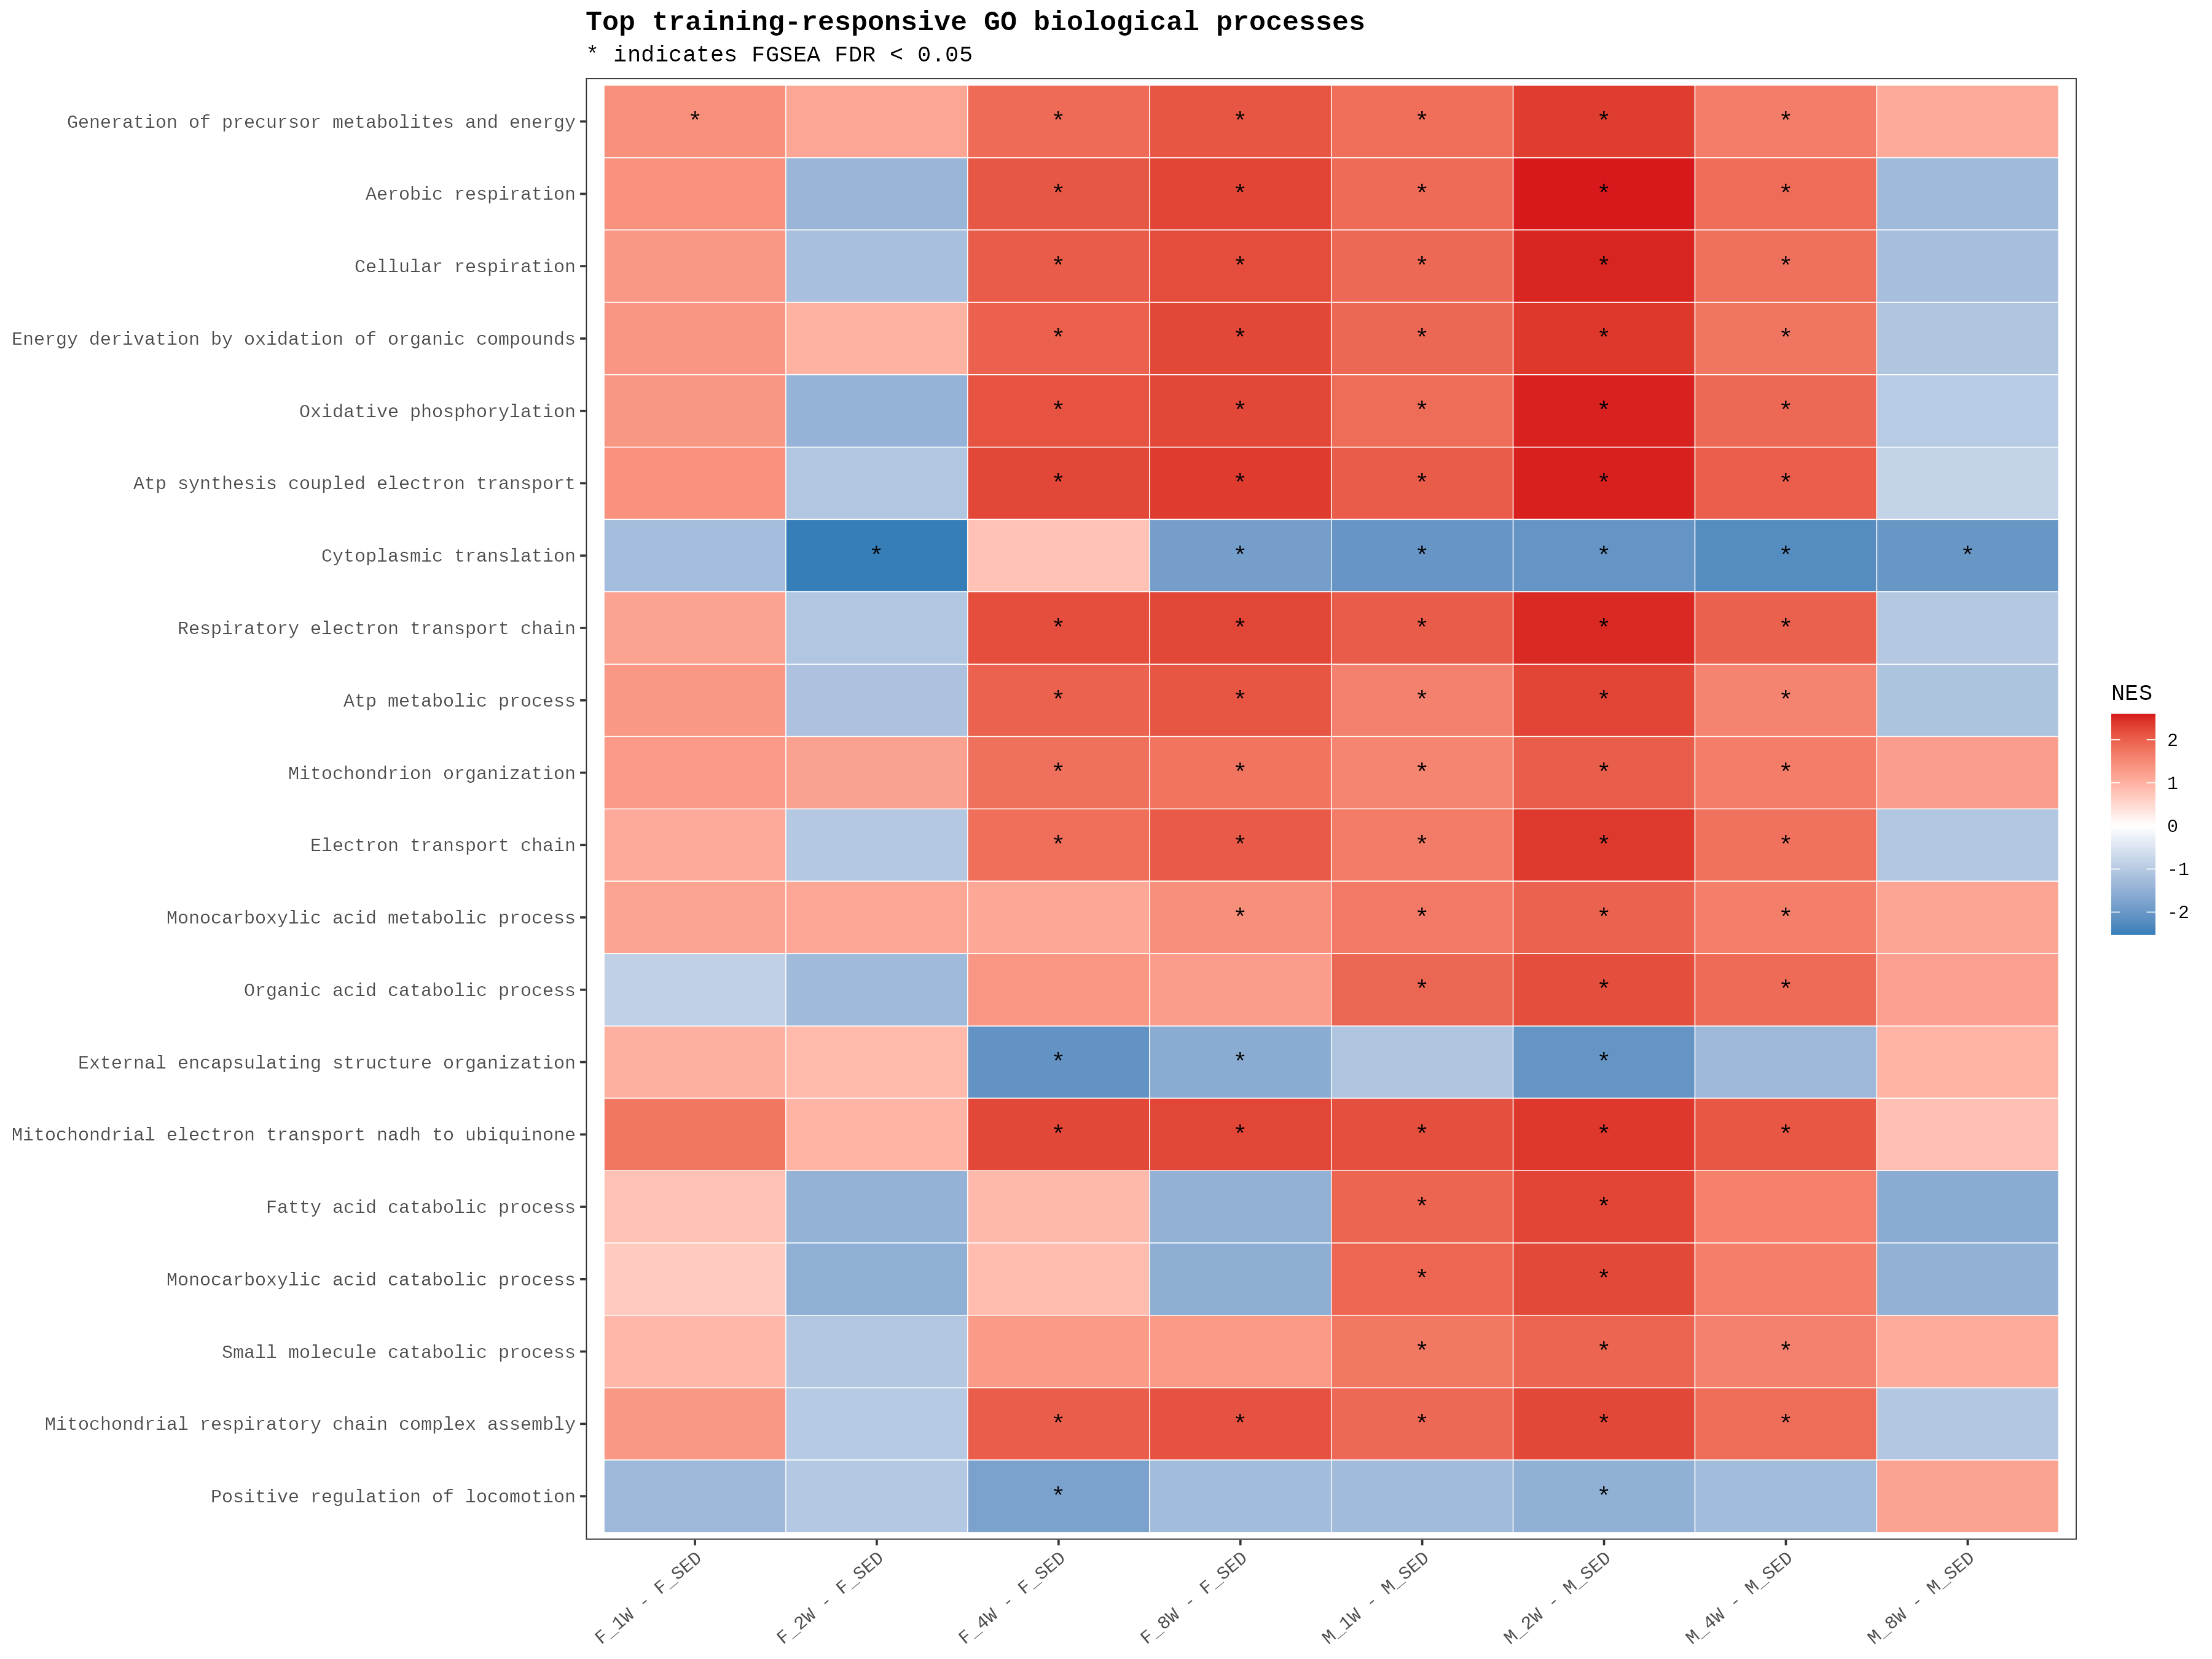 Top training-responsive GO biological processes
* indicates FGSEA FDR < 0.05
Generation of precursor metabolites and energy
* * * * * *
Aerobic respiration
* * * * *
Cellular respiration
* * * * *
Energy derivation by oxidation of organic compounds
* * * * *
Oxidative phosphorylation
* * * * *
Atp synthesis coupled electron transport
* * * * *
Cytoplasmic translation
* * * * * *
Respiratory electron transport chain
* * * * *
Atp metabolic process
* * * * *
Mitochondrion organization
* * * * *
Electron transport chain
* * * * *
Monocarboxylic acid metabolic process
* * * *
Organic acid catabolic process
* * *
External encapsulating structure organization
* * *
Mitochondrial electron transport nadh to ubiquinone
* * * * *
Fatty acid catabolic process
* *
Monocarboxylic acid catabolic process
* *
Small molecule catabolic process
* * *
Mitochondrial respiratory chain complex assembly
* * * * *
Positive regulation of locomotion
* *
F_1W - F_SED
F_2W - F_SED
F_4W - F_SED
F_8W - F_SED
M_1W - M_SED
M_2W - M_SED
M_4W - M_SED
M_8W - M_SED
NES
2
1
0
-1
-2